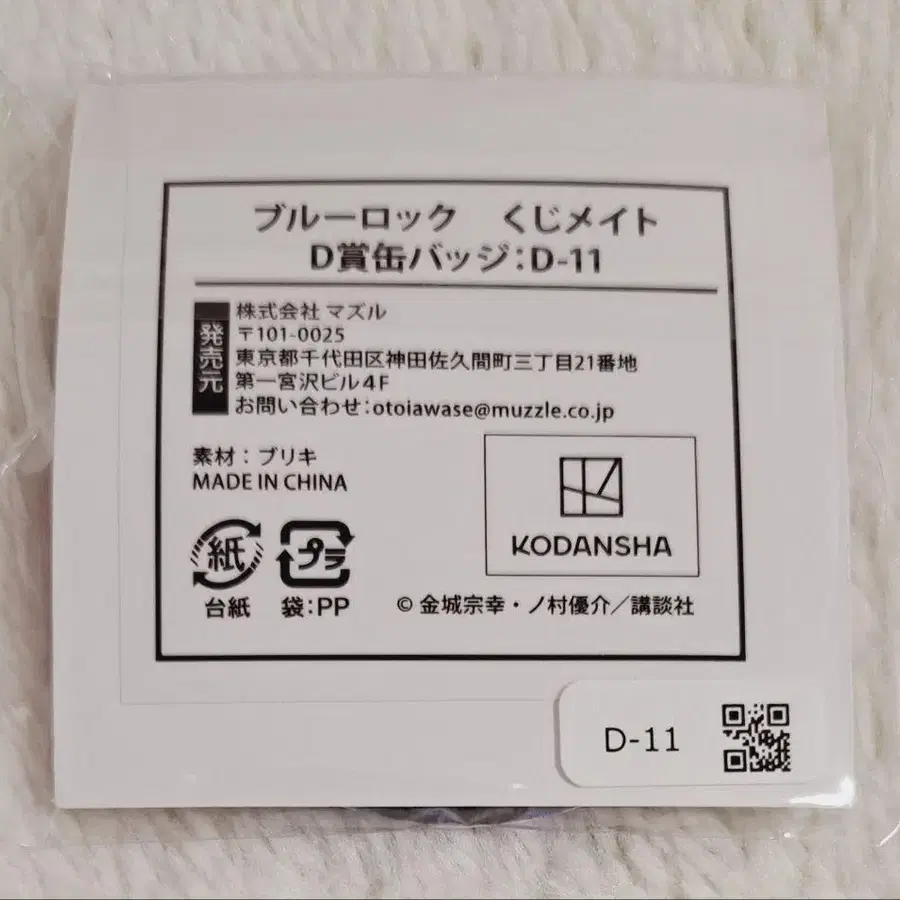 ブルーロック　くじメイト
D賞缶バッジ：D-11
発売元
株式会社 マズル
〒101-0025
東京都千代田区神田佐久間町三丁目21番地
第一宮沢ビル４F
お問い合わせ：otoiawase@muzzle.co.jp
素材：ブリキ
MADE IN CHINA
KODANSHA
紙
プラ
台紙
袋：PP
© 金城宗幸・ノ村優介／講談社
D-11